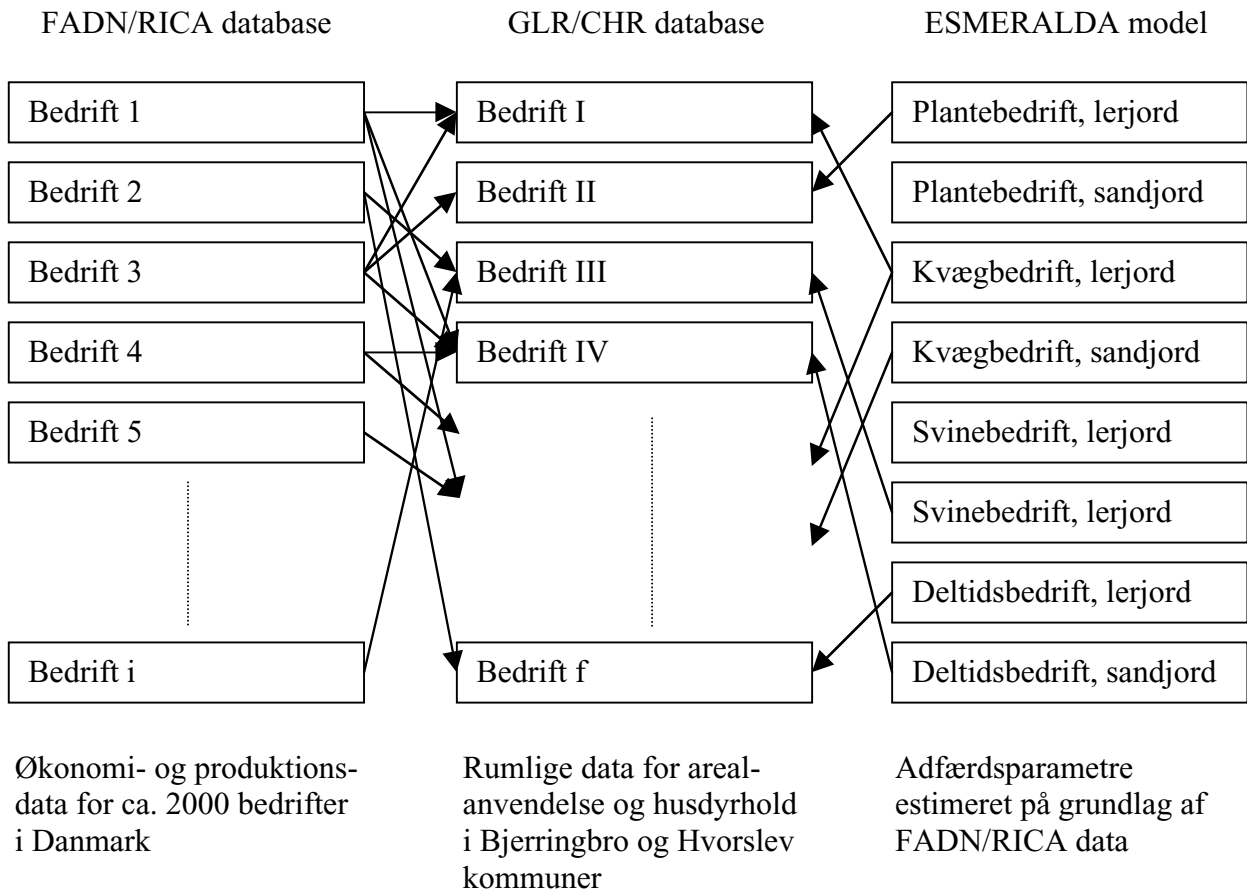 FADN/RICA database
GLR/CHR database
ESMERALDA model
Bedrift 1
Bedrift I
Plantebedrift, lerjord
Bedrift 2
Bedrift II
Plantebedrift, sandjord
Bedrift 3
Bedrift III
Kvægbedrift, lerjord
Bedrift 4
Bedrift IV
Kvægbedrift, sandjord
Bedrift 5
Svinebedrift, lerjord
Svinebedrift, lerjord
Deltidsbedrift, lerjord
Bedrift i
Bedrift f
Deltidsbedrift, sandjord
Økonomi- og produktions-
data for ca. 2000 bedrifter
i Danmark
Rumlige data for areal-
anvendelse og husdyrhold
i Bjerringbro og Hvorslev
kommuner
Adfærdsparametre
estimeret på grundlag af
FADN/RICA data